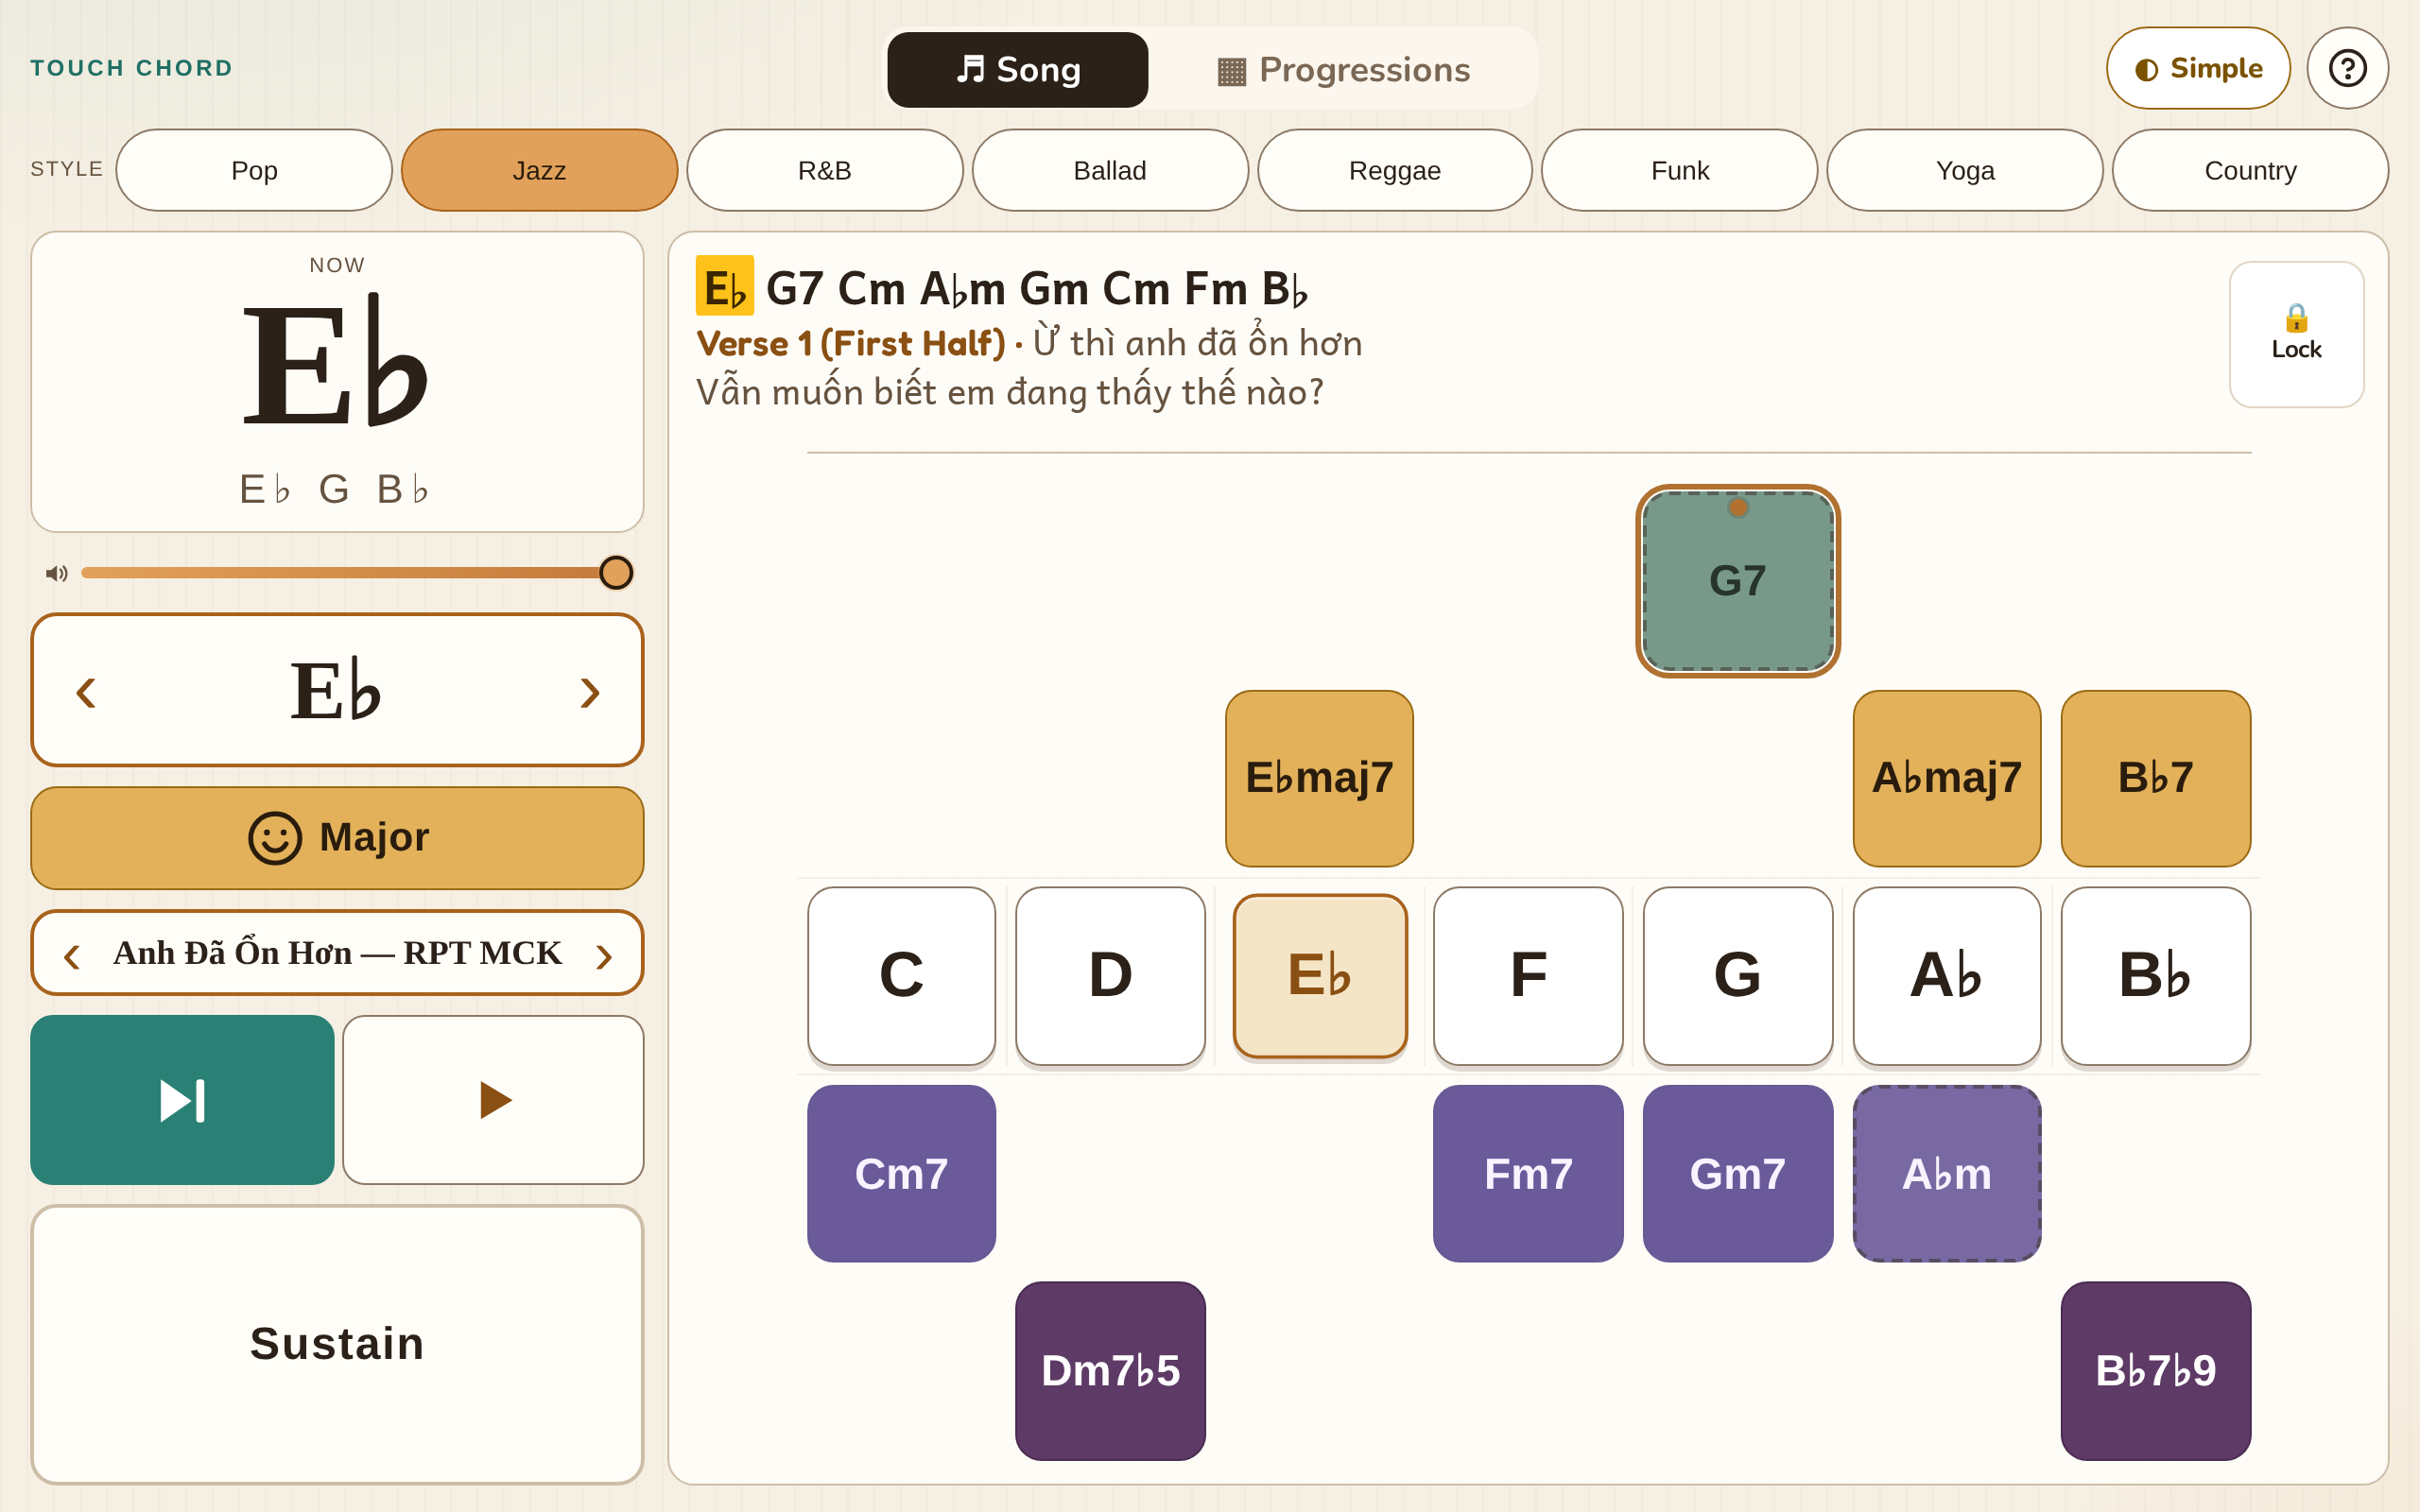 TOUCH CHORD
Song
Progressions
Simple
STYLE
Pop
Jazz
R&B
Ballad
Reggae
Funk
Yoga
Country
NOW
E♭
E♭ G B♭
E♭
Major
Anh Đã Ổn Hơn — RPT MCK
Sustain
E♭ G7 Cm A♭m Gm Cm Fm B♭
Verse 1 (First Half) · Ừ thì anh đã ổn hơn
Vẫn muốn biết em đang thấy thế nào?
Lock
G7
E♭maj7
A♭maj7
B♭7
C
D
E♭
F
G
A♭
B♭
Cm7
Fm7
Gm7
A♭m
Dm7♭5
B♭7♭9